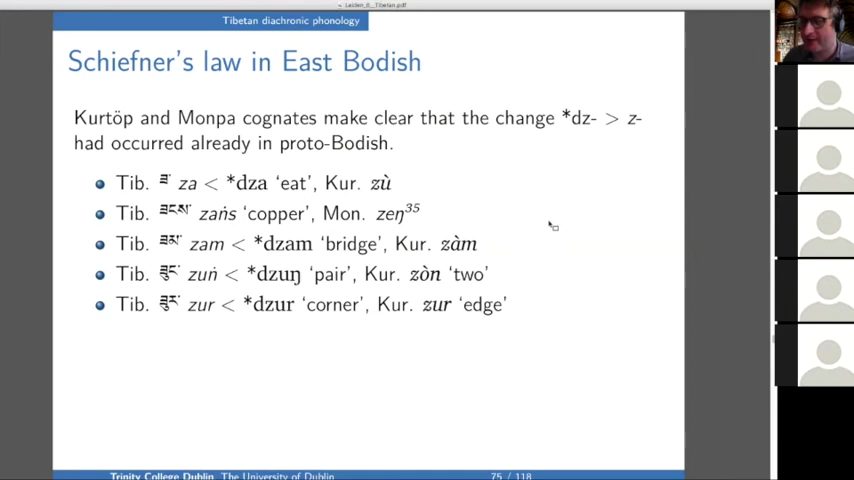 Leiden_6__Tibetan.pdf
Tibetan diachronic phonology
Schiefner's law in East Bodish
Kurtöp and Monpa cognates make clear that the change *dz- > z-
had occurred already in proto-Bodish.
Tib. ཟ་ za < *dza ‘eat’, Kur. zù
Tib. ཟངས་ zaṅs ‘copper’, Mon. zeŋ³⁵
Tib. ཟམ་ zam < *dzam ‘bridge’, Kur. zàm
Tib. ཟུང་ zuṅ < *dzuŋ ‘pair’, Kur. zòn ‘two’
Tib. ཟུར་ zur < *dzur ‘corner’, Kur. zur ‘edge’
Trinity College Dublin, The University of Dublin
75 / 118